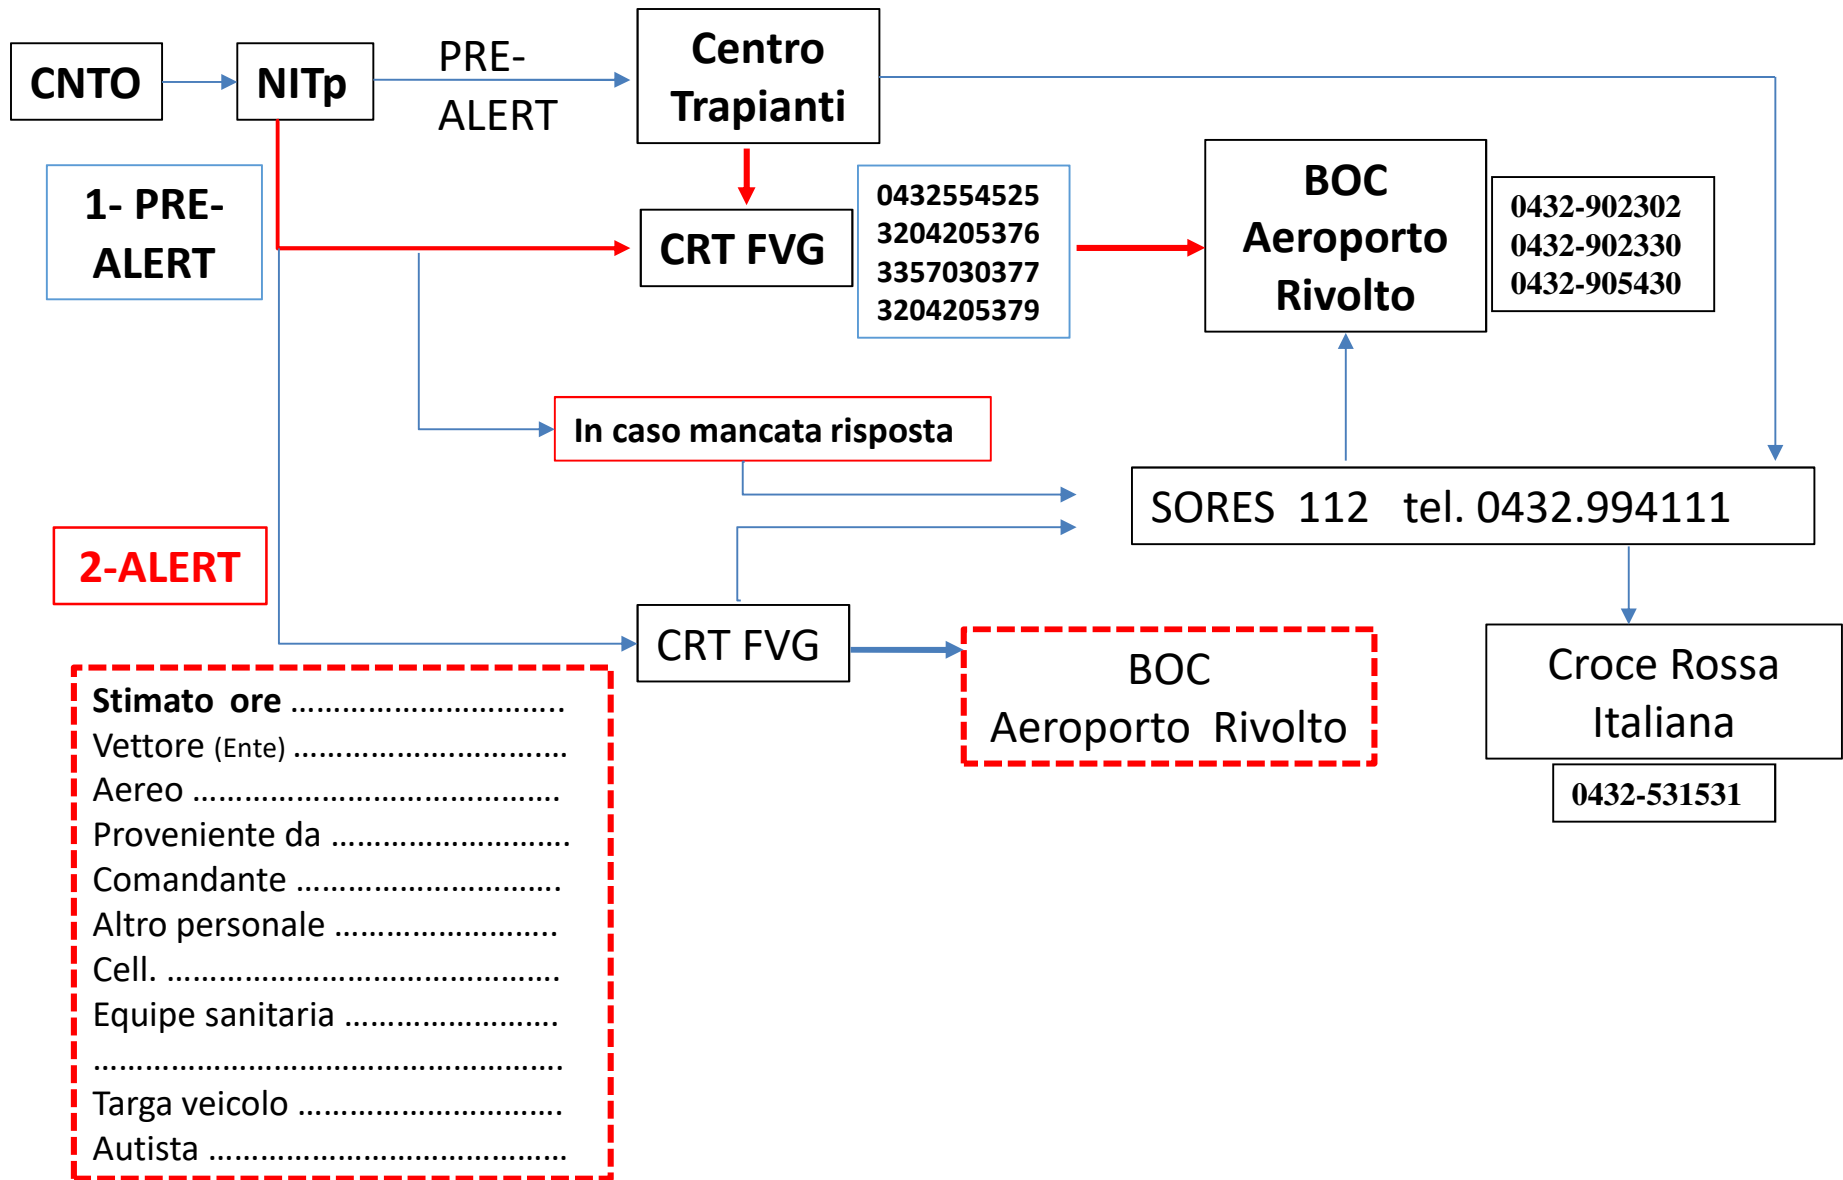 CNTO
NITp
PRE-
ALERT
Centro
Trapianti
1- PRE-
ALERT
CRT FVG
0432554525
3204205376
3357030377
3204205379
BOC
Aeroporto
Rivolto
0432-902302
0432-902330
0432-905430
In caso mancata risposta
SORES 112 tel. 0432.994111
2-ALERT
CRT FVG
BOC
Aeroporto Rivolto
Croce Rossa
Italiana
0432-531531
Stimato ore …………………………..
Vettore (Ente) ………………………….
Aereo …………………………………….
Proveniente da ……………………….
Comandante ………………………….
Altro personale ……………………..
Cell. ……………………………………….
Equipe sanitaria …………………….
……………………………………………….
Targa veicolo ………………………….
Autista ……………………………………